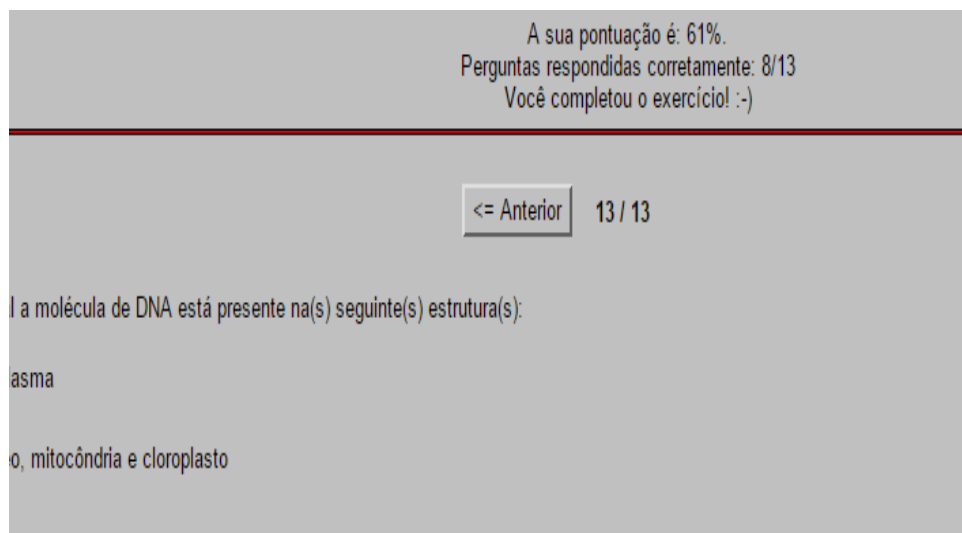 A sua pontuação é: 61%.
Perguntas respondidas corretamente: 8/13
Você completou o exercício! :-)
<= Anterior 13 / 13
l a molécula de DNA está presente na(s) seguinte(s) estrutura(s):
lasma
o, mitocôndria e cloroplasto